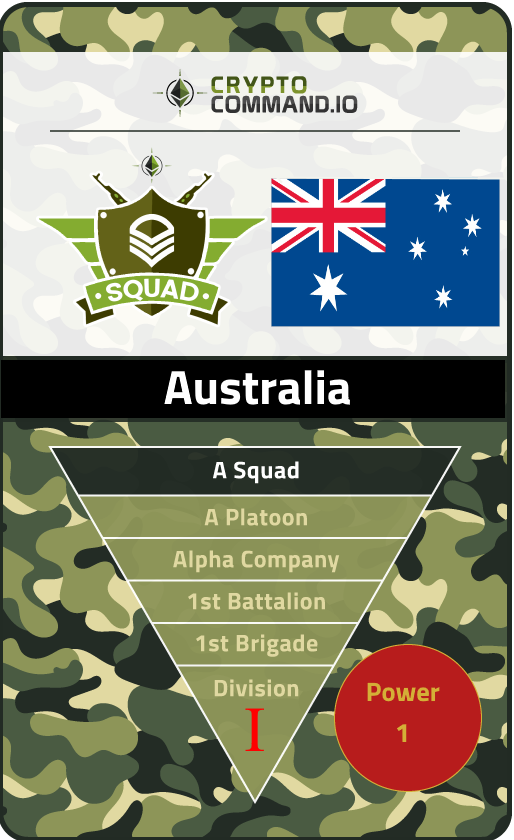 CRYPTO
COMMAND.IO
SQUAD
Australia
A Squad
A Platoon
Alpha Company
1st Battalion
1st Brigade
Division
I
Power
1